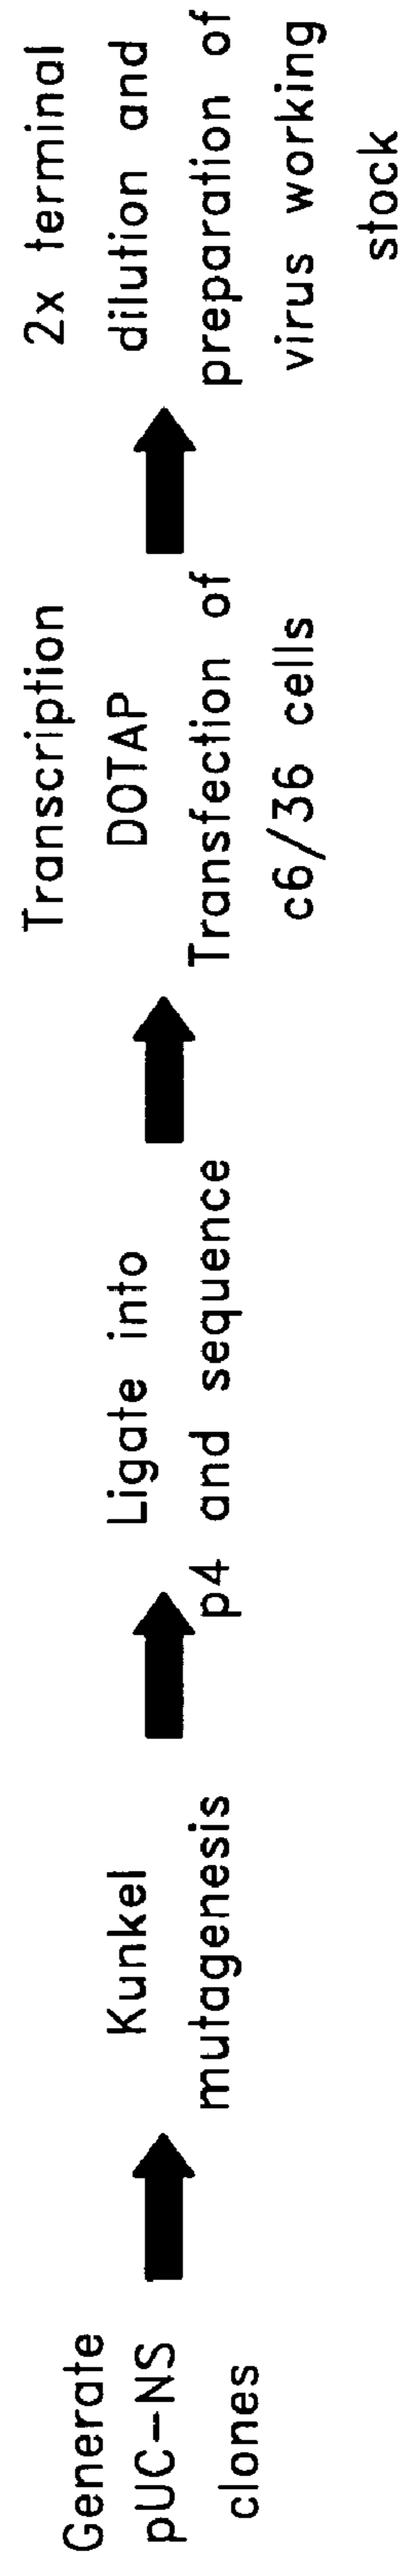 Generate
pUC-NS
clones
Kunkel
mutagenesis
Ligate into
p4 and sequence
Transcription
DOTAP
Transfection of
c6/36 cells
2x terminal
dilution and
preparation of
virus working
stock